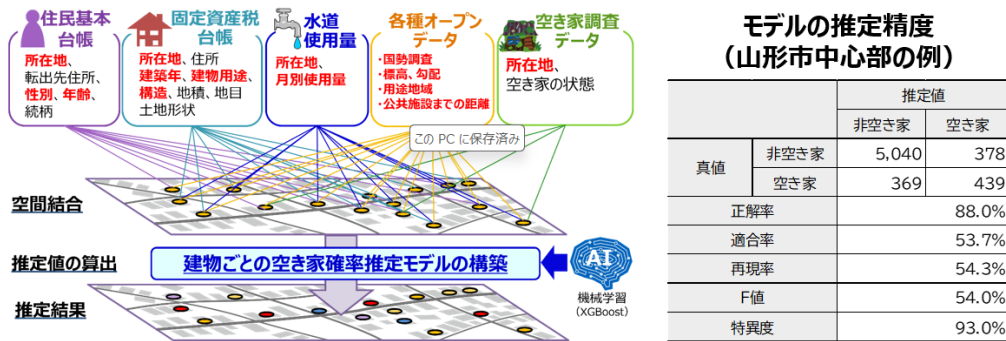 住民基本
台帳
所在地、
転出先住所、
性別、年齢、
続柄
固定資産税
台帳
所在地、住所
建築年、建物用途、
構造、地積、地目
土地形状
水道
使用量
所在地、
月別使用量
各種オープン
データ
・国勢調査
・標高、勾配
・用途地域
・公共施設までの距離
空き家調査
データ
所在地、
空き家の状態
この PC に保存済み
空間結合
推定値の算出
建物ごとの空き家確率推定モデルの構築
AI
機械学習
(XGBoost)
推定結果
モデルの推定精度
(山形市中心部の例)
推定値
非空き家 空き家
真値 非空き家 5,040 378
空き家 369 439
正解率 88.0%
適合率 53.7%
再現率 54.3%
F値 54.0%
特異度 93.0%